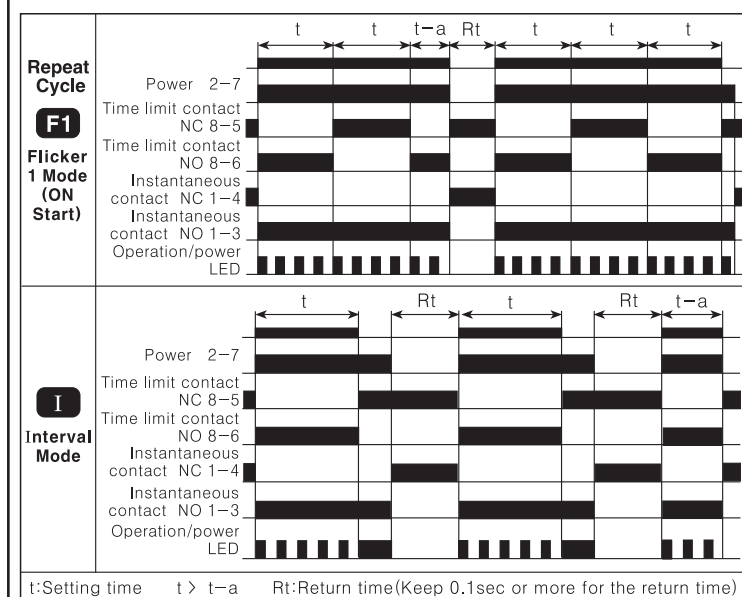 t t t-a Rt t t t
Repeat
Cycle
F1
Flicker
1 Mode
(ON
Start)
Power 2-7
Time limit contact
NC 8-5
Time limit contact
NO 8-6
Instantaneous
contact NC 1-4
Instantaneous
contact NO 1-3
Operation/power
LED
t Rt t Rt t-a
I
Interval
Mode
Power 2-7
Time limit contact
NC 8-5
Time limit contact
NO 8-6
Instantaneous
contact NC 1-4
Instantaneous
contact NO 1-3
Operation/power
LED
t:Setting time t > t-a Rt:Return time(Keep 0.1sec or more for the return time)